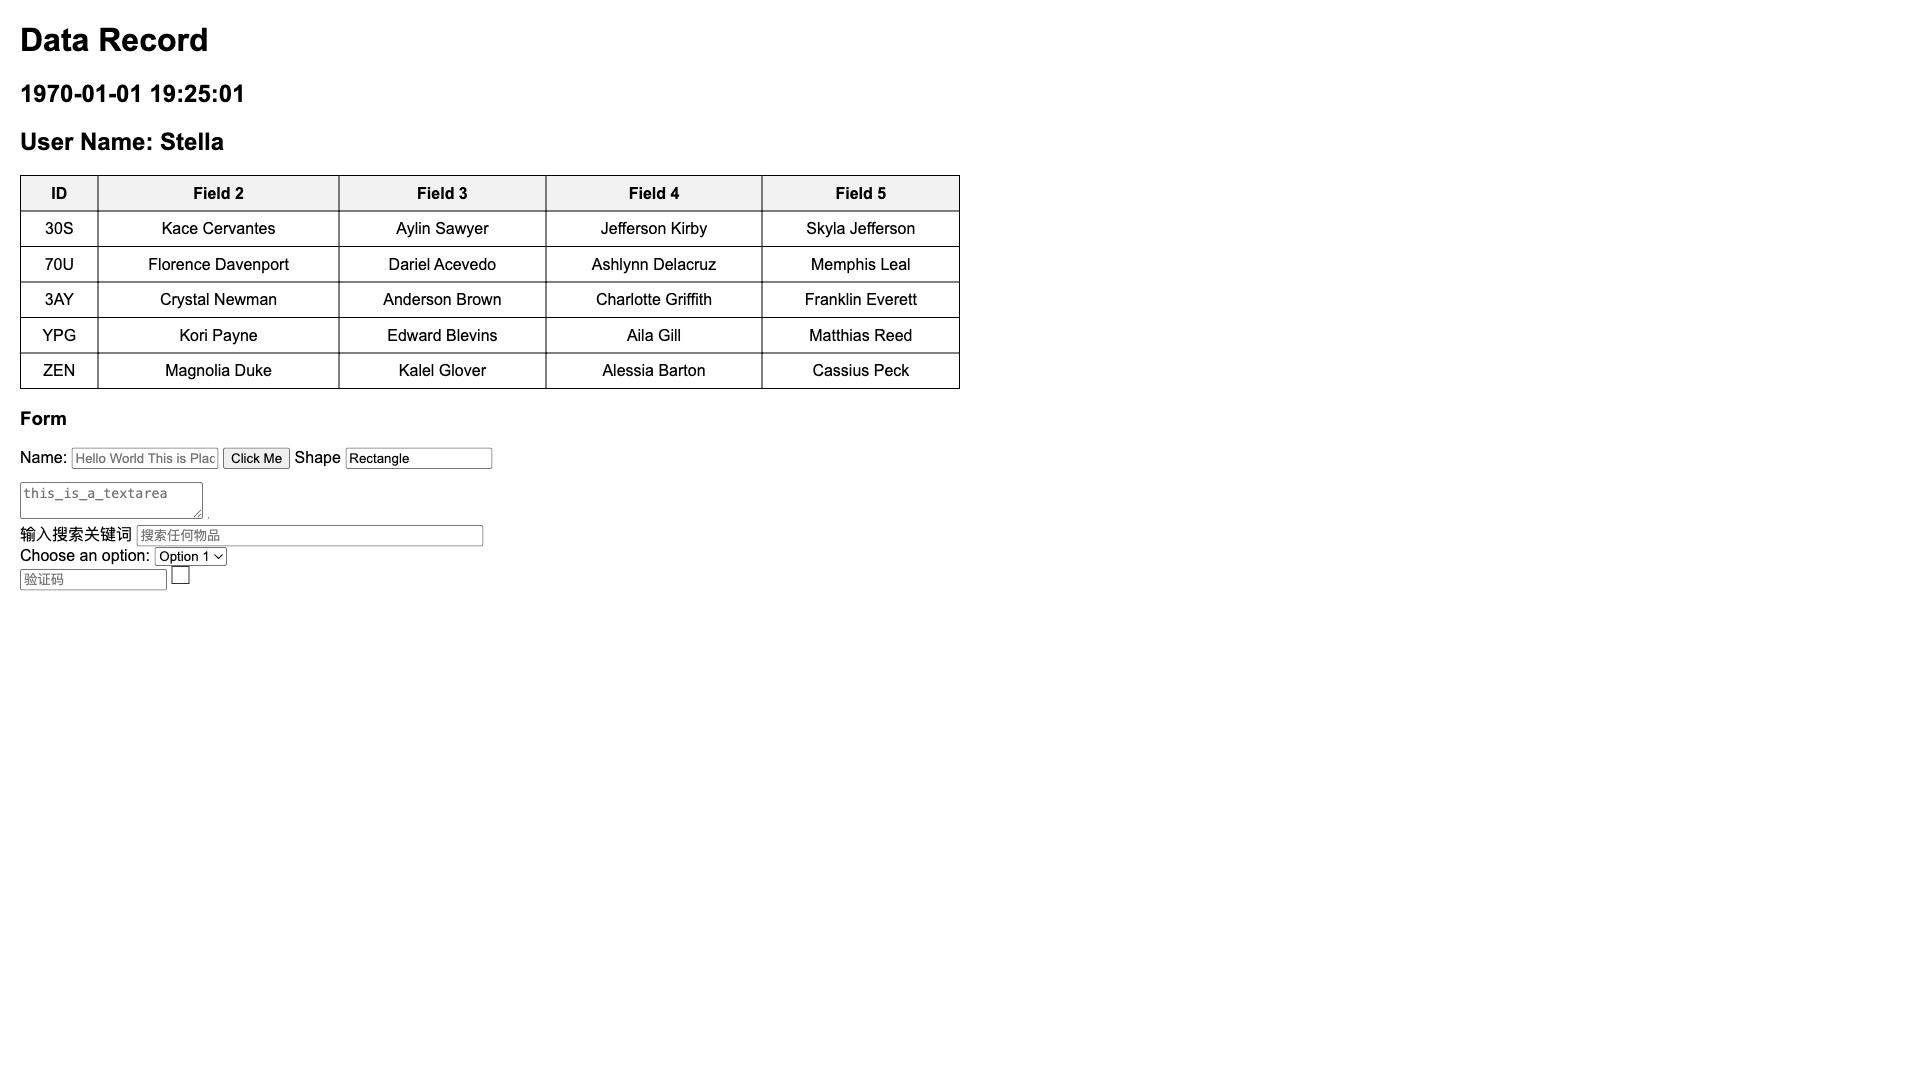 Data Record
1970-01-01 19:25:01
User Name: Stella
ID Field 2 Field 3 Field 4 Field 5
30S Kace Cervantes Aylin Sawyer Jefferson Kirby Skyla Jefferson
70U Florence Davenport Dariel Acevedo Ashlynn Delacruz Memphis Leal
3AY Crystal Newman Anderson Brown Charlotte Griffith Franklin Everett
YPG Kori Payne Edward Blevins Aila Gill Matthias Reed
ZEN Magnolia Duke Kalel Glover Alessia Barton Cassius Peck
Form
Name: Hello World This is Plac Click Me Shape Rectangle
this_is_a_textarea .
输入搜索关键词 搜索任何物品
Choose an option: Option 1
验证码